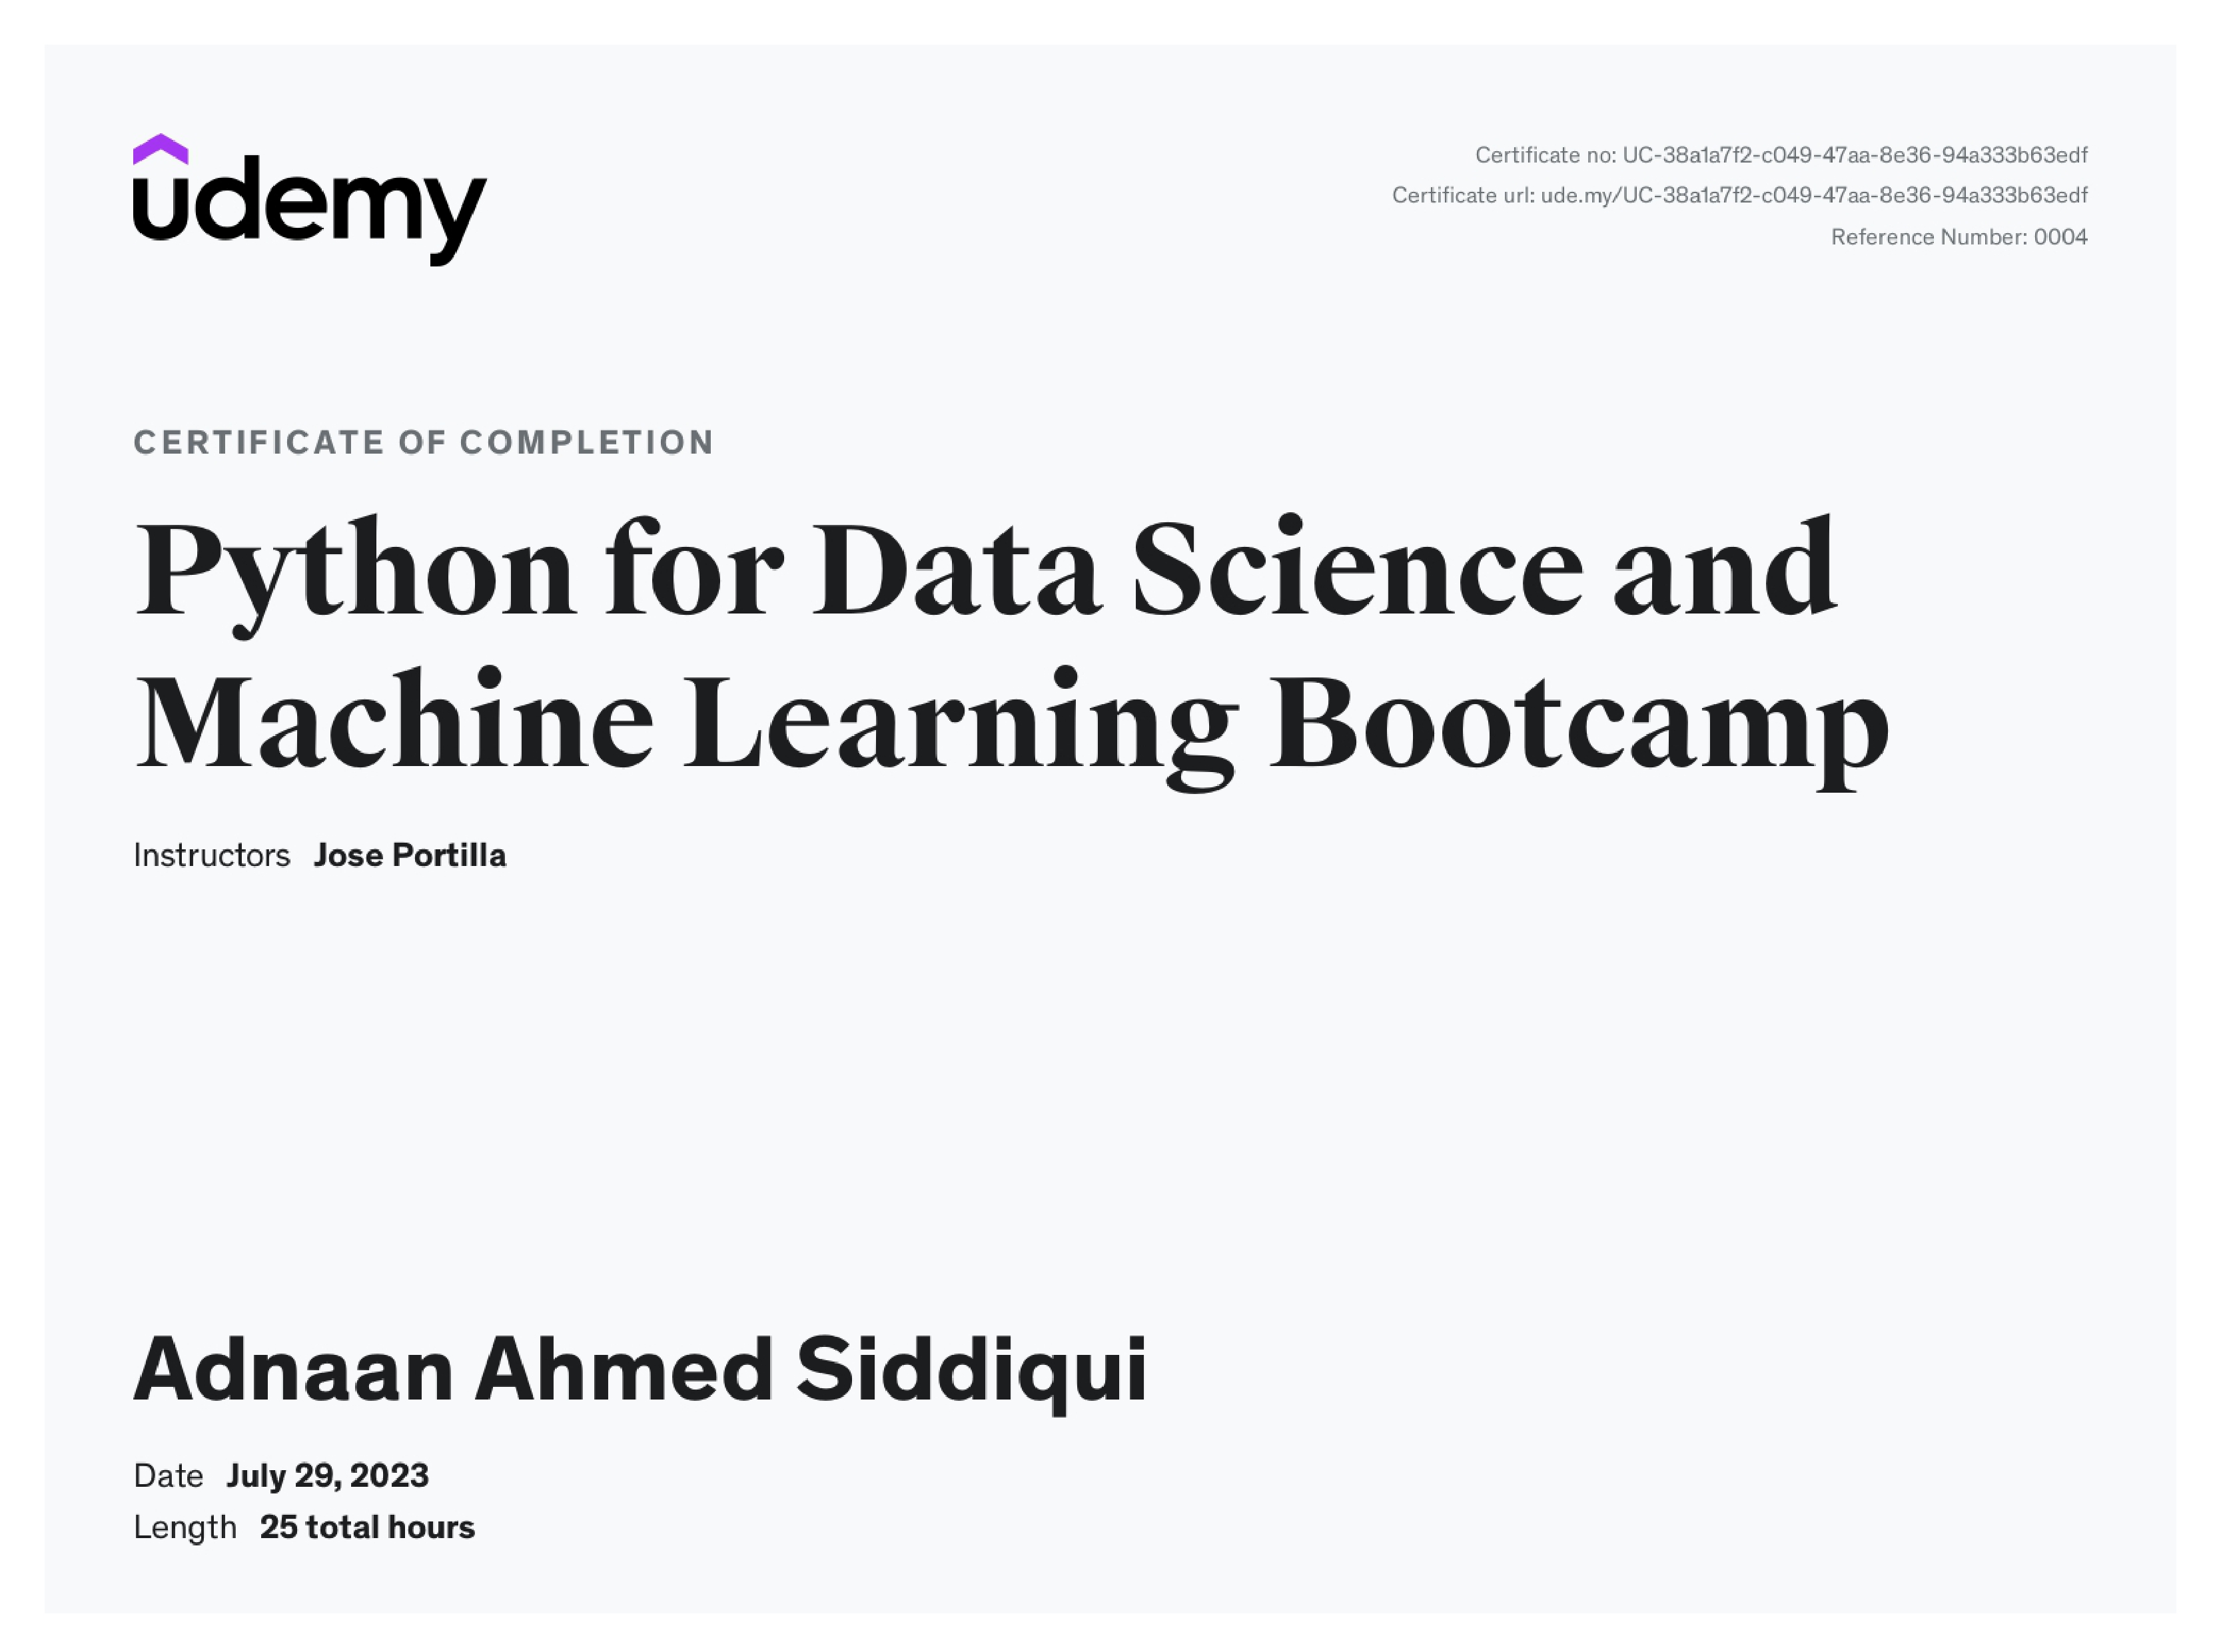 udemy
Certificate no: UC-38a1a7f2-c049-47aa-8e36-94a333b63edf
Certificate url: ude.my/UC-38a1a7f2-c049-47aa-8e36-94a333b63edf
Reference Number: 0004
CERTIFICATE OF COMPLETION
Python for Data Science and
Machine Learning Bootcamp
Instructors Jose Portilla
Adnaan Ahmed Siddiqui
Date July 29, 2023
Length 25 total hours